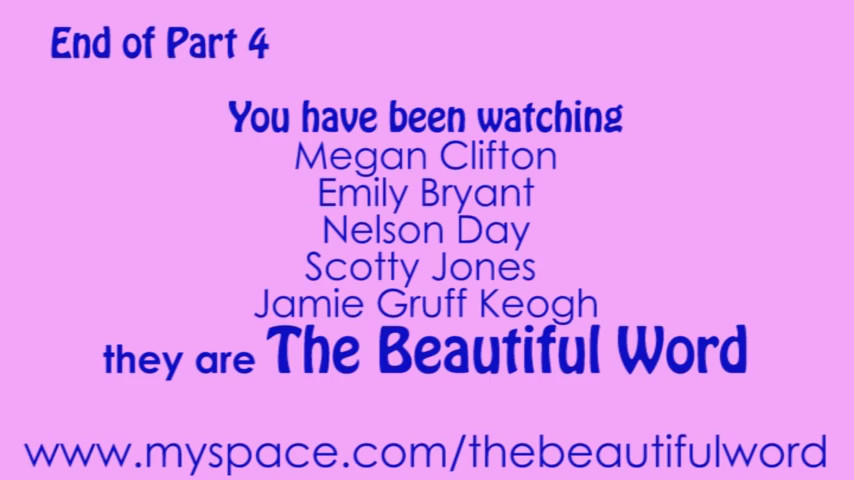 End of Part 4
You have been watching
Megan Clifton
Emily Bryant
Nelson Day
Scotty Jones
Jamie Gruff Keogh
they are The Beautiful Word
www.myspace.com/thebeautifulword